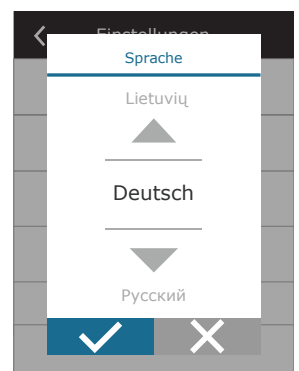 Einstellungen
Sprache
Lietuvių
Deutsch
Русский